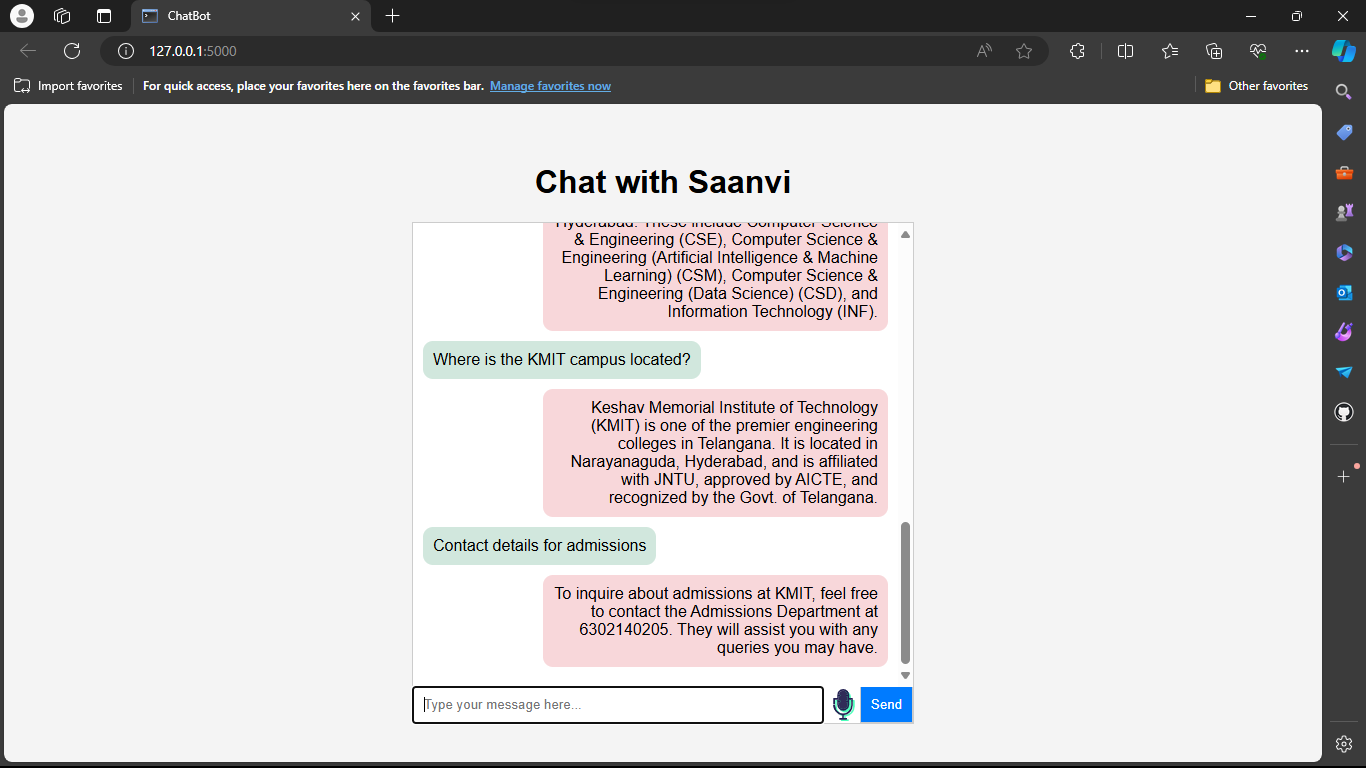 ChatBot
127.0.0.1:5000
Import favorites
For quick access, place your favorites here on the favorites bar. Manage favorites now
Other favorites
Chat with Saanvi
Hyderabad. These include Computer Science
& Engineering (CSE), Computer Science &
Engineering (Artificial Intelligence & Machine
Learning) (CSM), Computer Science &
Engineering (Data Science) (CSD), and
Information Technology (INF).
Where is the KMIT campus located?
Keshav Memorial Institute of Technology
(KMIT) is one of the premier engineering
colleges in Telangana. It is located in
Narayanaguda, Hyderabad, and is affiliated
with JNTU, approved by AICTE, and
recognized by the Govt. of Telangana.
Contact details for admissions
To inquire about admissions at KMIT, feel free
to contact the Admissions Department at
6302140205. They will assist you with any
queries you may have.
Type your message here...
Send